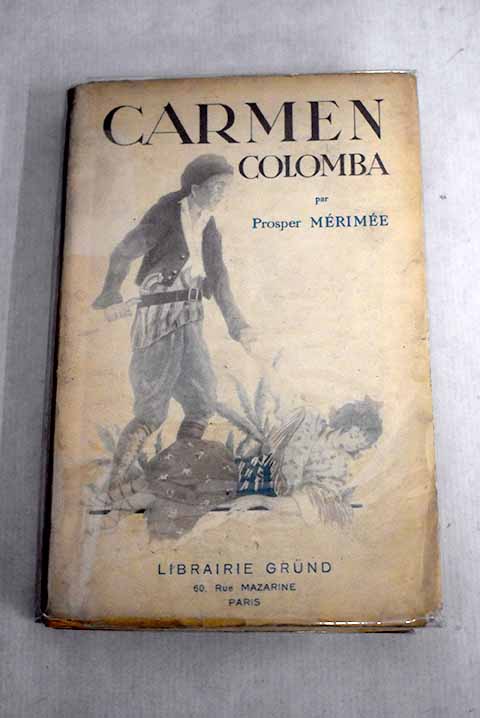 CARMEN
COLOMBA
par
Prosper MÉRIMÉE
LIBRAIRIE GRÜND
60, Rue MAZARINE
PARIS